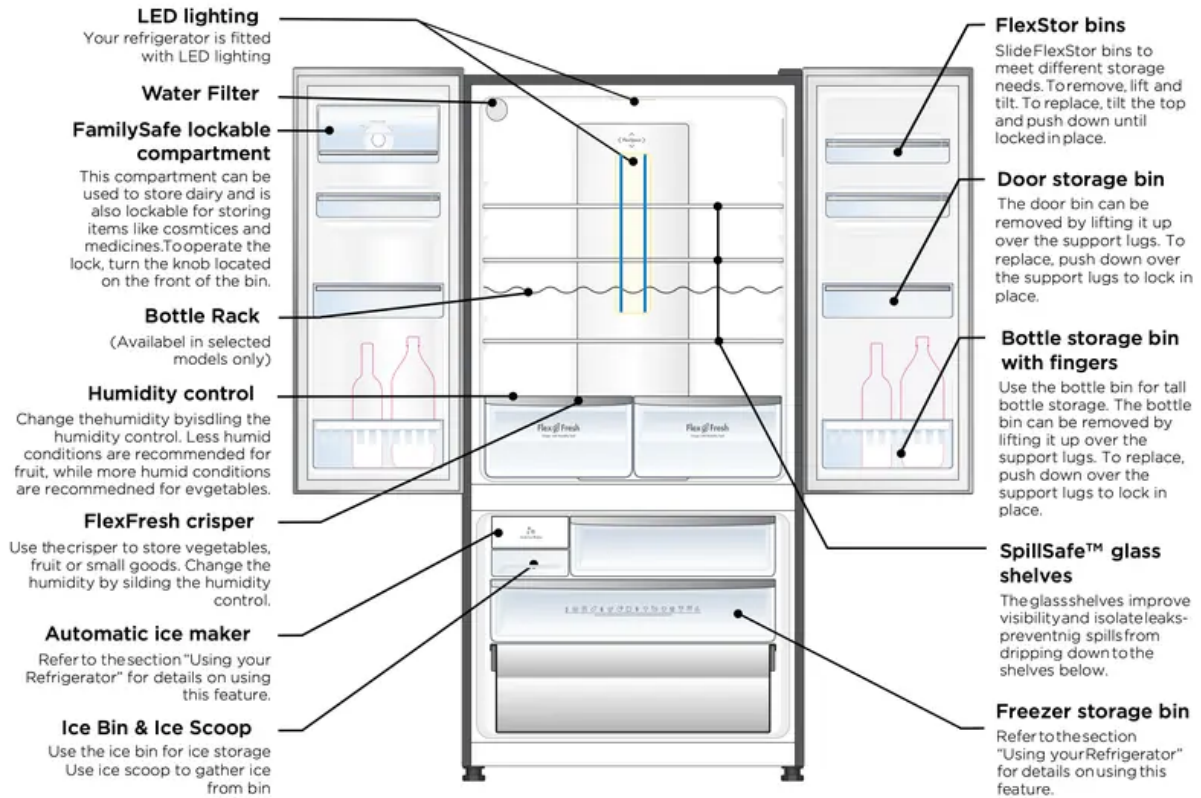 LED lighting
Your refrigerator is fitted
with LED lighting
Water Filter
FamilySafe lockable
compartment
This compartment can be
used to store dairy and is
also lockable for storing
items like cosmtices and
medicines.To operate the
lock, turn the knob located
on the front of the bin.
Bottle Rack
(Availabel in selected
models only)
Humidity control
Change thehumidity byisdling the
humidity control. Less humid
conditions are recommended for
fruit, while more humid conditions
are recommedned for evgetables.
FlexFresh crisper
Use thecrisper to store vegetables,
fruit or small goods. Change the
humidity by silding the humidity
control.
Automatic ice maker
Refer to the section "Using your
Refrigerator" for details on using
this feature.
Ice Bin & Ice Scoop
Use the ice bin for ice storage
Use ice scoop to gather ice
from bin
FlexFresh
FlexFresh
FlexStor bins
SlideFlexStor bins to
meet different storage
needs. To remove, lift and
tilt. To replace, tilt the top
and push down until
locked in place.
Door storage bin
The door bin can be
removed by lifting it up
over the support lugs. To
replace, push down over
the support lugs to lock in
place.
Bottle storage bin
with fingers
Use the bottle bin for tall
bottle storage. The bottle
bin can be removed by
lifting it up over the
support lugs. To replace,
push down over the
support lugs to lock in
place.
SpillSafe™ glass
shelves
The glassshelves improve
visibilityand isolateleaks-
preventnig spillsfrom
dripping down to the
shelves below.
Freezer storage bin
Refer to the section
"Using yourRefrigerator"
for details on using this
feature.